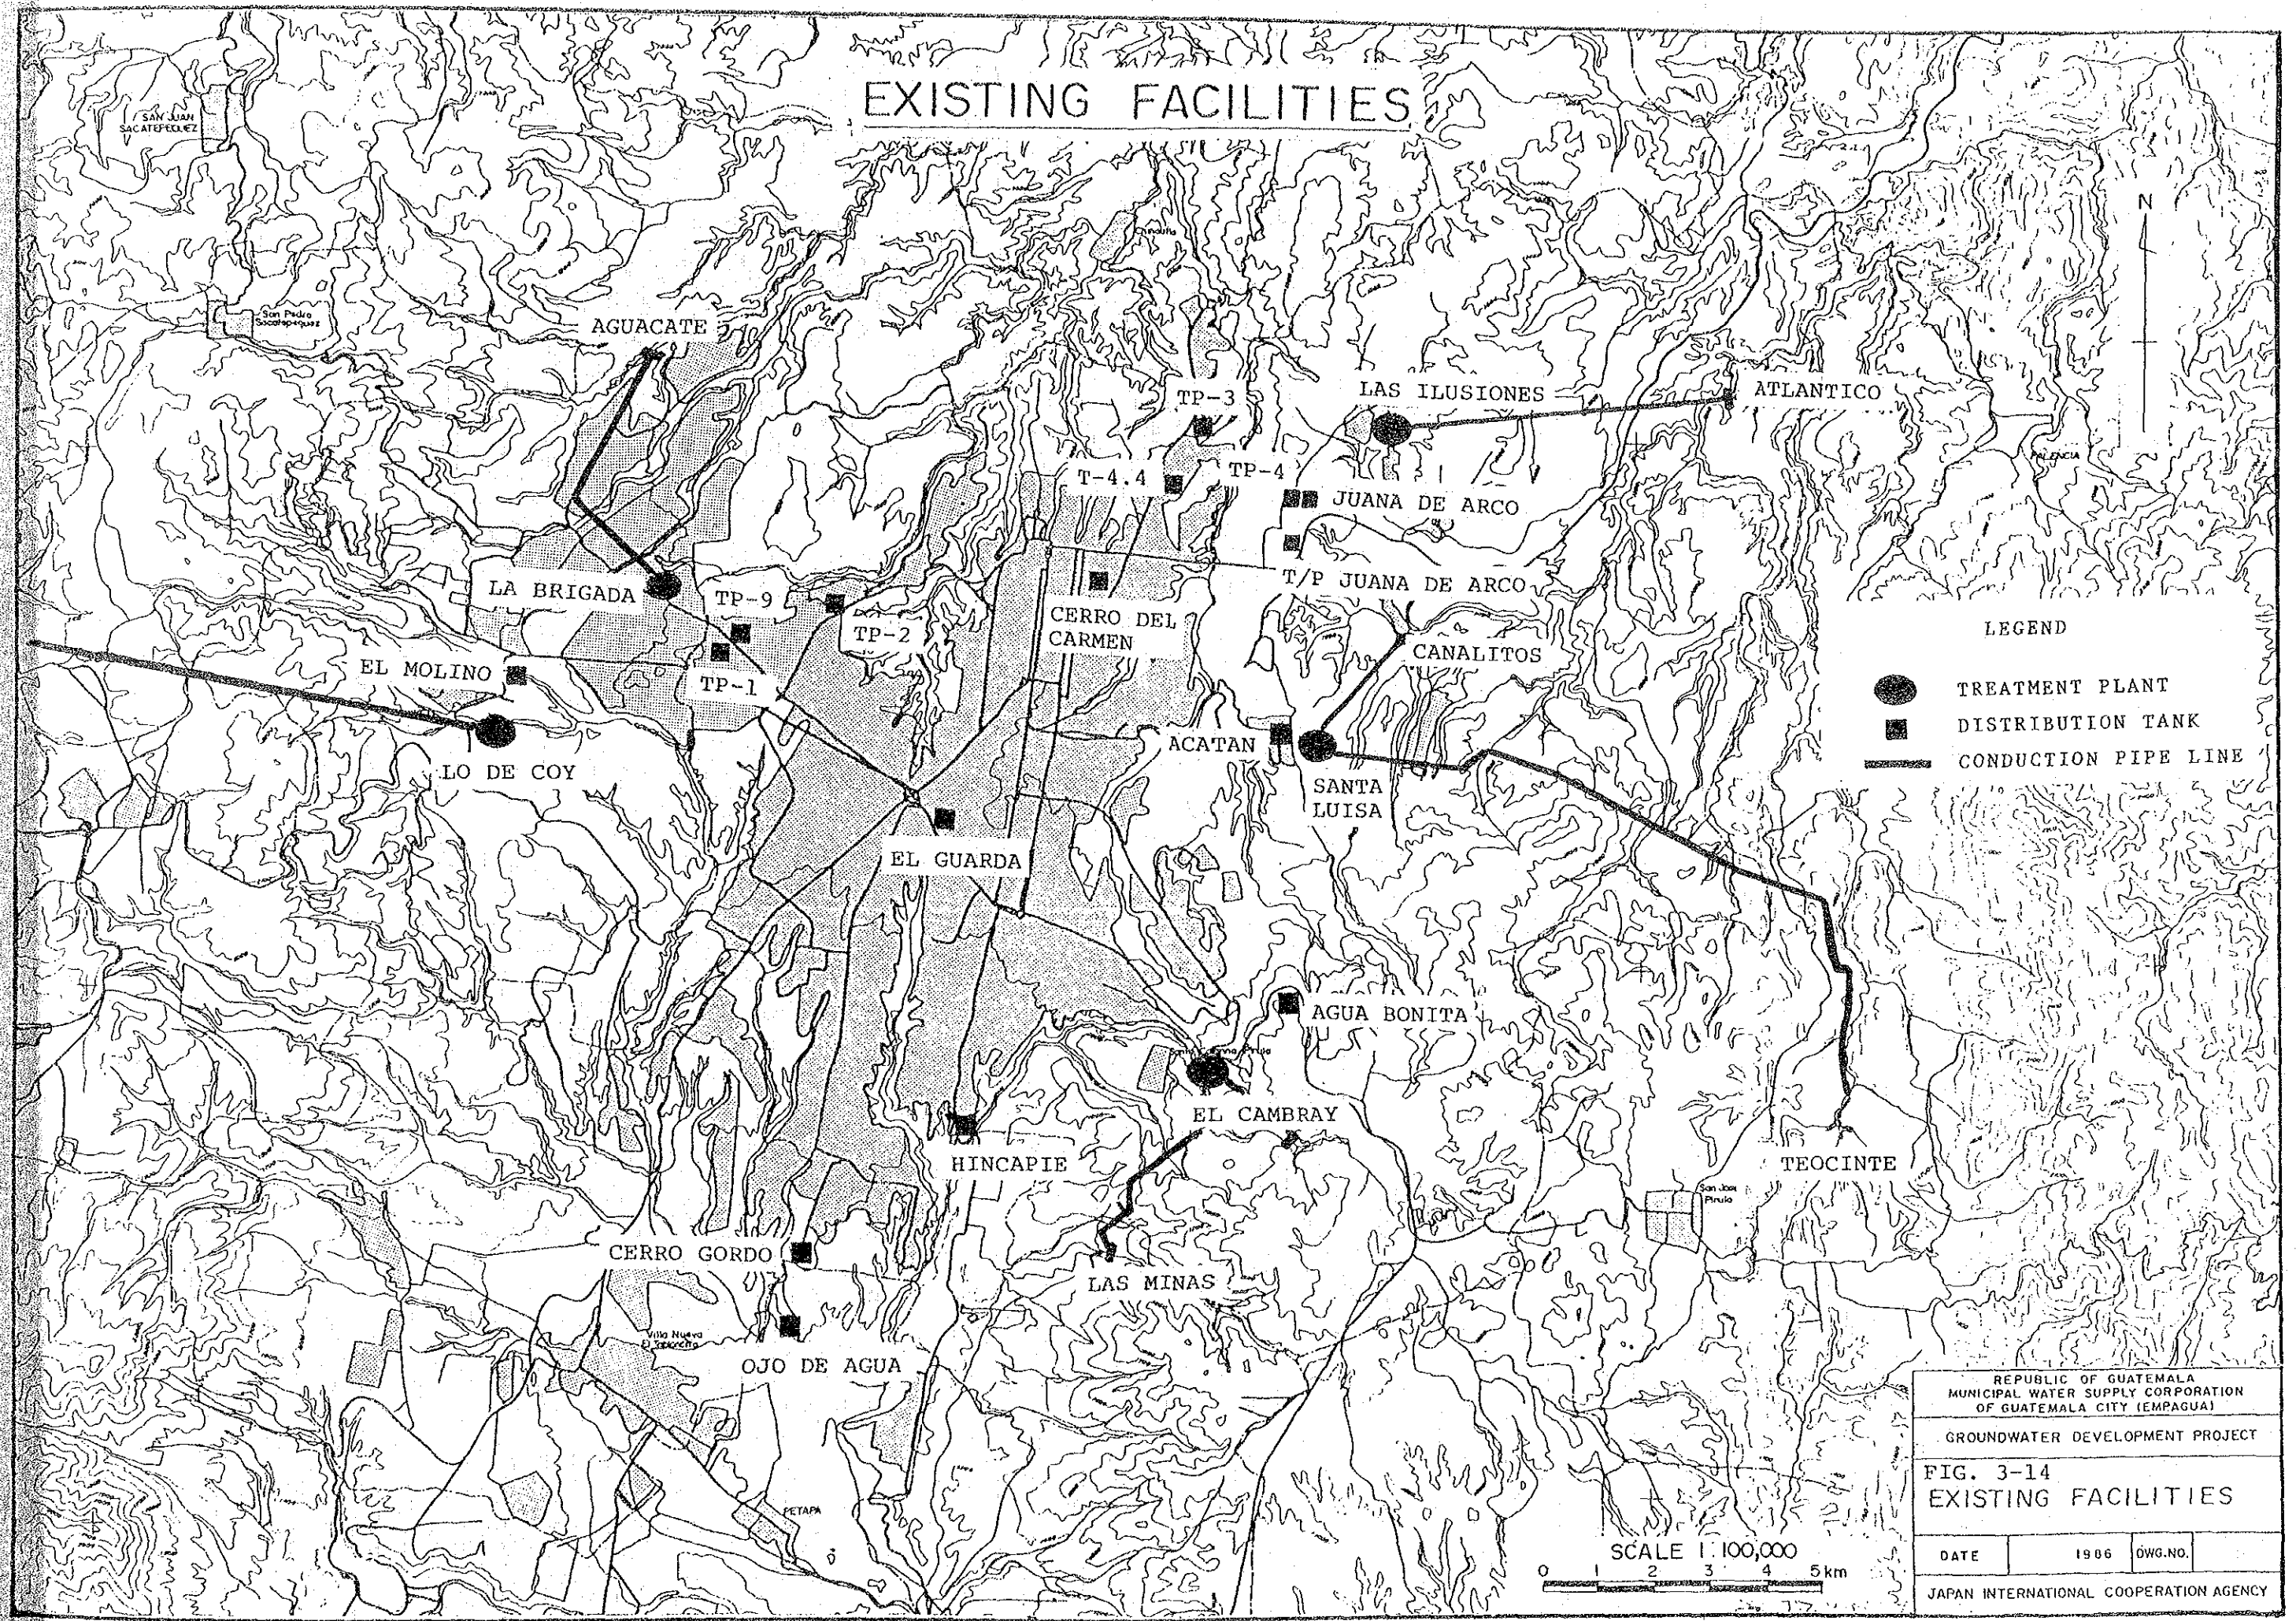 EXISTING FACILITIES
SAN JUAN
SACATEPEQUEZ
N
San Pedro
Sacatepequez
AGUACATE
TP-3
LAS ILUSIONES
ATLANTICO
PALENCIA
T-4.4
TP-4
JUANA DE ARCO
T/P JUANA DE ARCO
LA BRIGADA
TP-9
TP-2
CERRO DEL
CARMEN
CANALITOS
EL MOLINO
TP-1
ACATAN
LO DE COY
SANTA
LUISA
EL GUARDA
LEGEND
TREATMENT PLANT
DISTRIBUTION TANK
CONDUCTION PIPE LINE
AGUA BONITA
EL CAMBRAY
HINCAPIE
TEOCINTE
CERRO GORDO
LAS MINAS
Villa Nueva
OJO DE AGUA
PETAPA
REPUBLIC OF GUATEMALA
MUNICIPAL WATER SUPPLY CORPORATION
OF GUATEMALA CITY (EMPAGUA)
GROUNDWATER DEVELOPMENT PROJECT
FIG. 3-14
EXISTING FACILITIES
SCALE 1:100,000
0 1 2 3 4 5km
DATE 1986 DWG.NO.
JAPAN INTERNATIONAL COOPERATION AGENCY